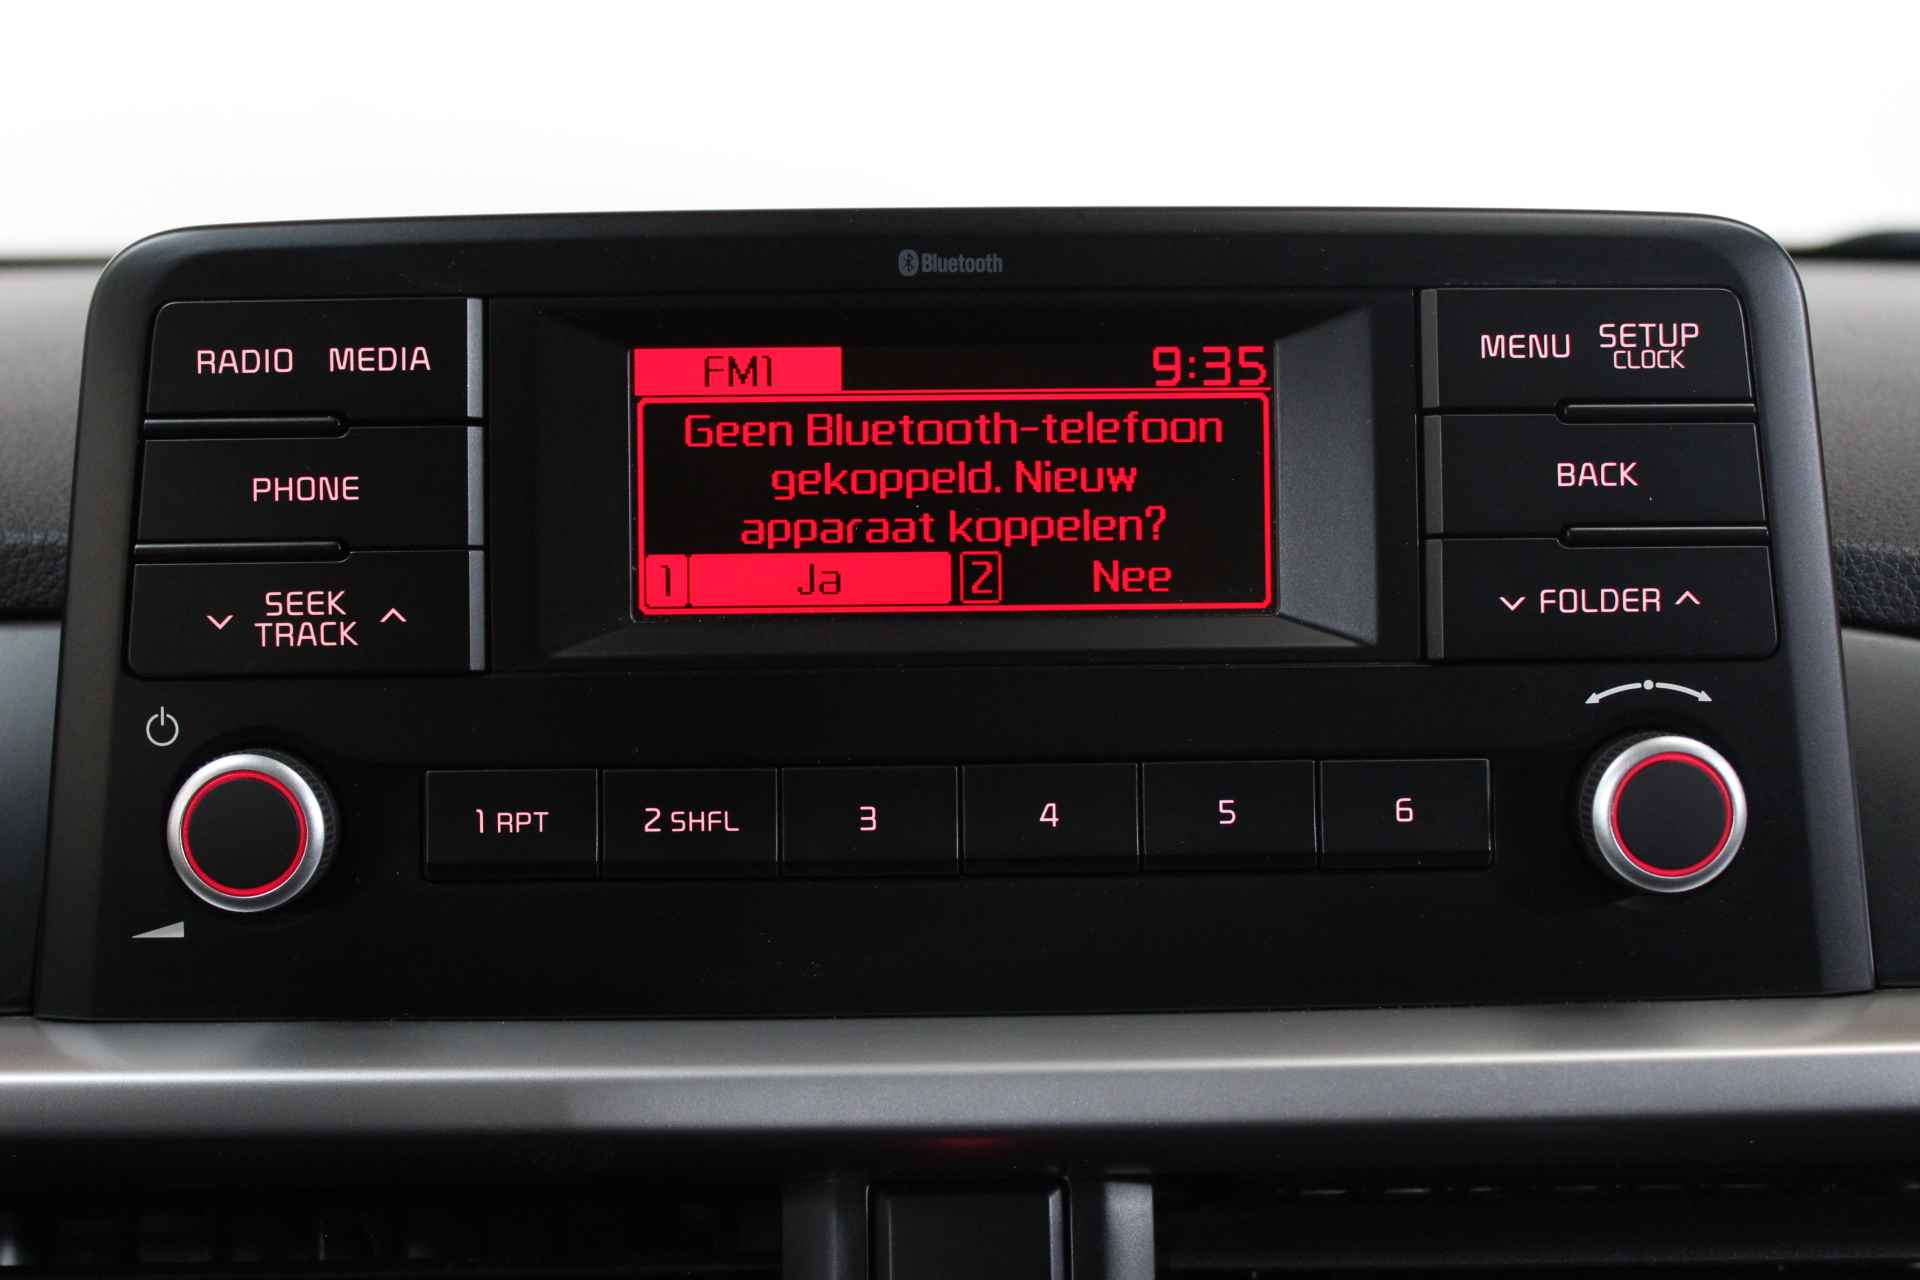 Bluetooth
RADIO MEDIA
PHONE
SEEK
TRACK
FM1 9:35
Geen Bluetooth-telefoon
gekoppeld. Nieuw
apparaat koppelen?
1 Ja 2 Nee
MENU SETUP
CLOCK
BACK
FOLDER
1 RPT 2 SHFL 3 4 5 6